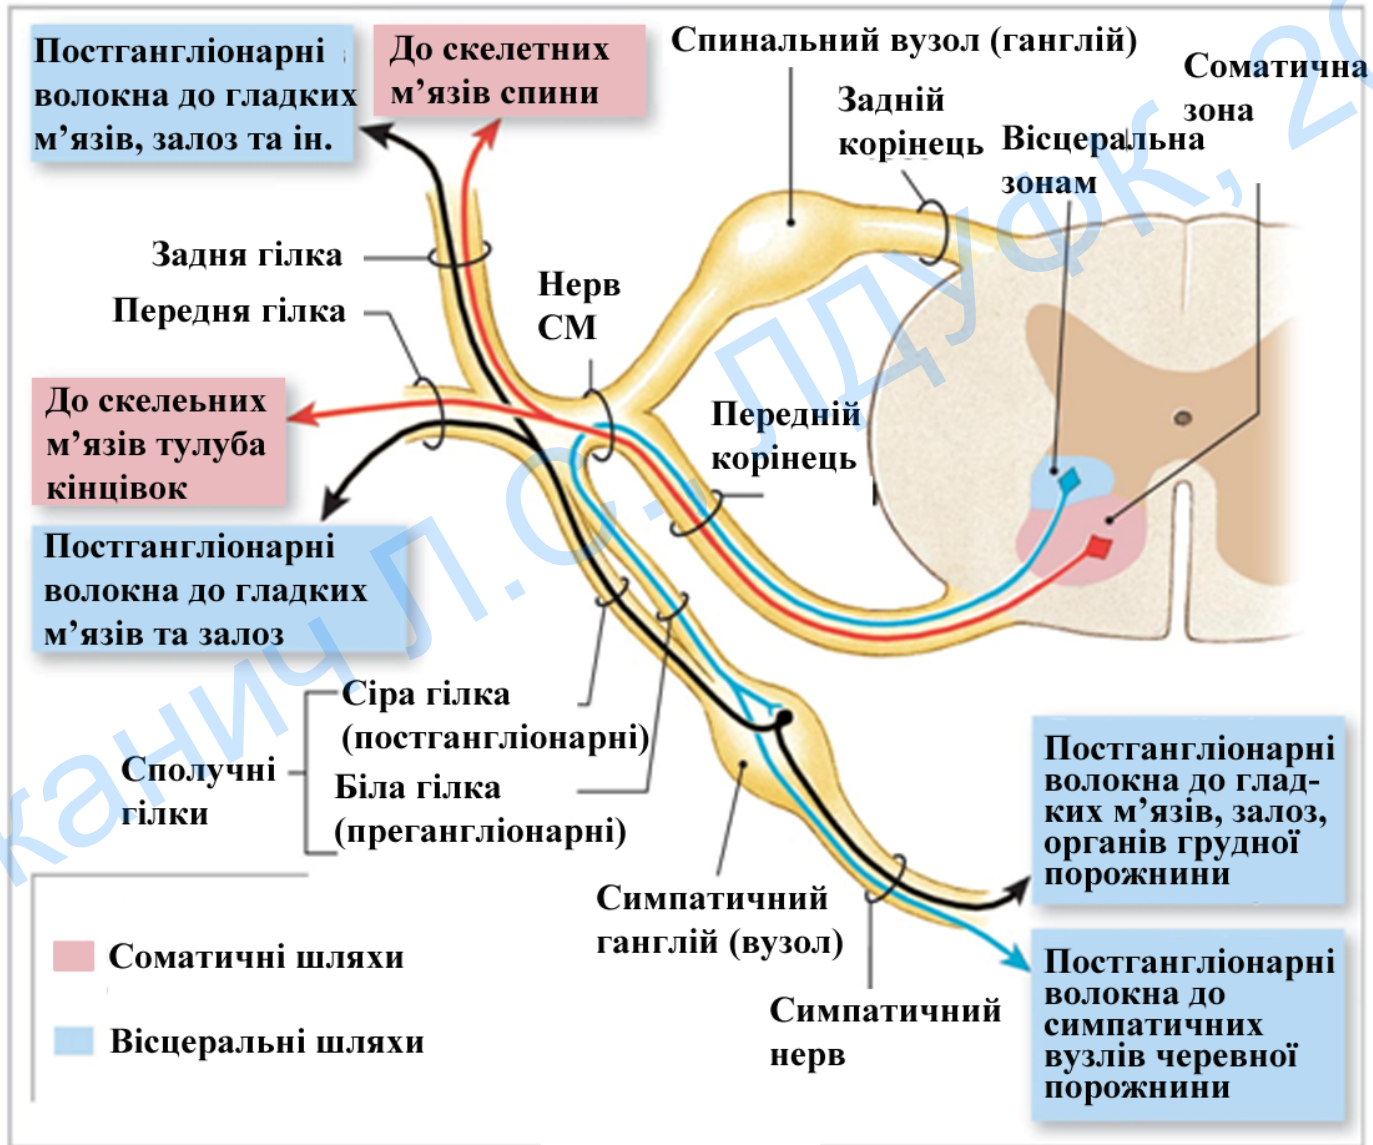 Постгангліонарні
волокна до гладких
м’язів, залоз та ін.
До скелетних
м’язів спини
Спинальний вузол (ганглій)
Задній
корінець
Вісцеральна
зонам
Соматична
зона
Задня гілка
Передня гілка
Нерв
СМ
До скелеьних
м’язів тулуба
кінцівок
Передній
корінець
Постгангліонарні
волокна до гладких
м’язів та залоз
Сполучні
гілки
Сіра гілка
(постгангліонарні)
Біла гілка
(прегангліонарні)
Симпатичний
ганглій (вузол)
Симпатичний
нерв
Постгангліонарні
волокна до глад-
ких м’язів, залоз,
органів грудної
порожнини
Постгангліонарні
волокна до
симпатичних
вузлів черевної
порожнини
Соматичні шляхи
Вісцеральні шляхи
канич Л.С.- ЛДУФК, 20